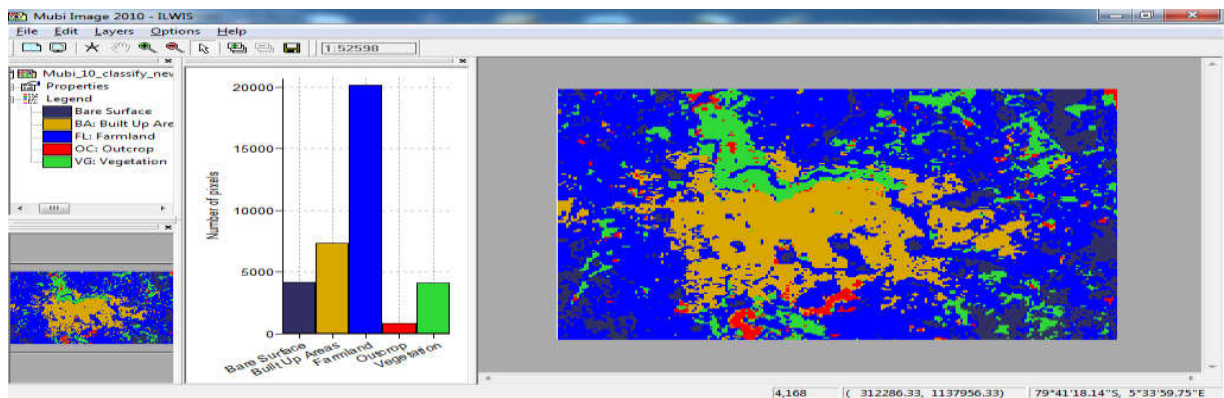 Mubi Image 2010 - ILWIS
File Edit Layers Options Help
1:52598
Mubi_10_classify_new
Properties
Legend
Bare Surface
BA: Built Up Are
FL: Farmland
OC: Outcrop
VG: Vegetation
Number of pixels
20000
15000
10000
5000
0
Bare Surface
Built Up Areas
Farmland
Outcrop
Vegetation
4,168 ( 312286.33, 1137956.33) 79°41'18.14"S, 5°33'59.75"E